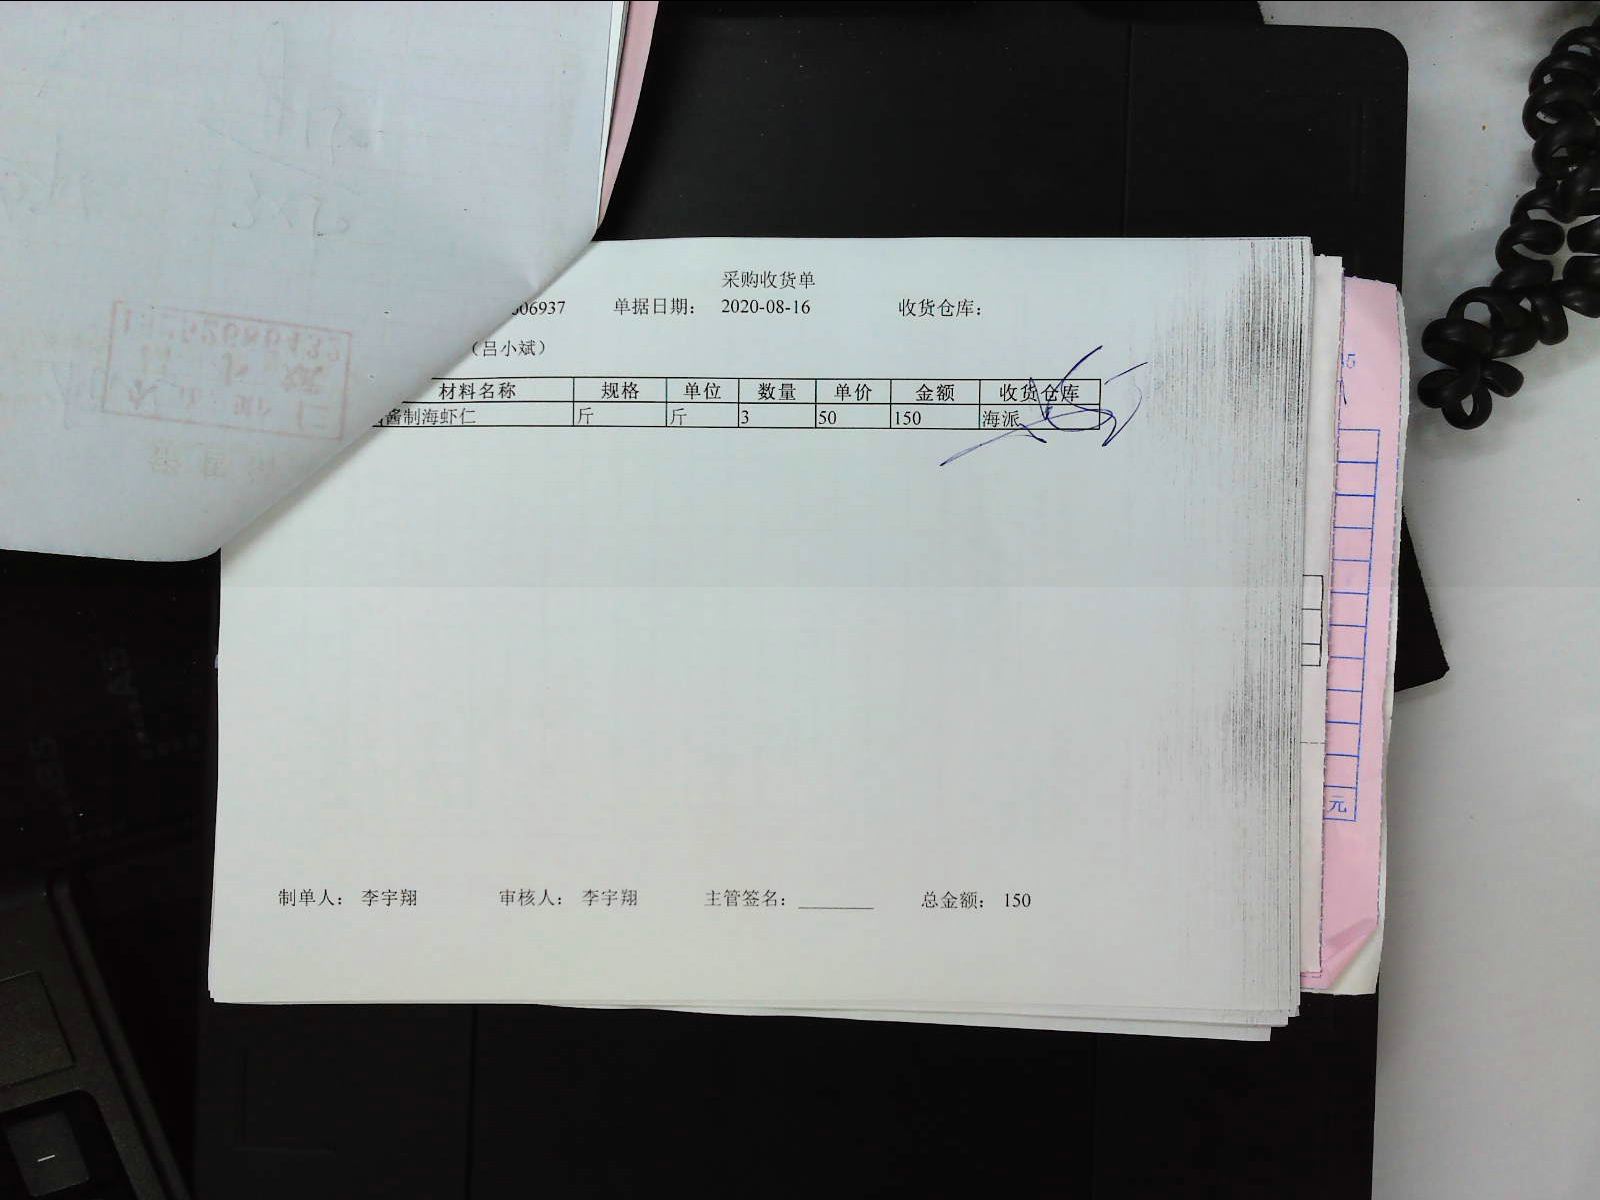 采购收货单
06937 单据日期： 2020-08-16 收货仓库：
（吕小斌）
材料名称 规格 单位 数量 单价 金额 收货仓库
酱制海虾仁 斤 斤 3 50 150 海派
制单人： 李宇翔 审核人： 李宇翔 主管签名：________ 总金额： 150
元